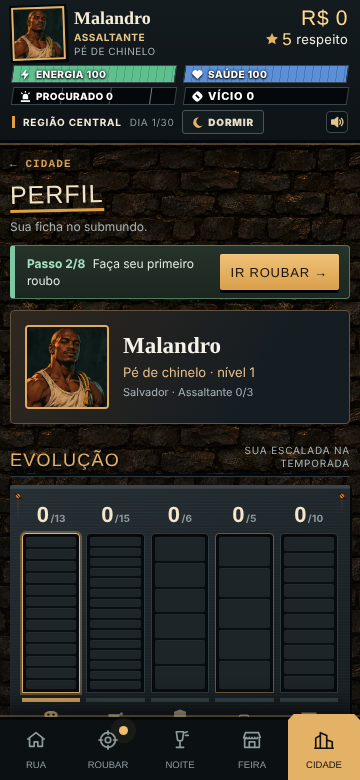 Malandro
ASSALTANTE
PÉ DE CHINELO
R$ 0
5 respeito
ENERGIA 100
SAÚDE 100
PROCURADO 0
VÍCIO 0
REGIÃO CENTRAL DIA 1/30 DORMIR
← CIDADE
PERFIL
Sua ficha no submundo.
Passo 2/8 Faça seu primeiro
roubo
IR ROUBAR →
Malandro
Pé de chinelo · nível 1
Salvador · Assaltante 0/3
EVOLUÇÃO
SUA ESCALADA NA
TEMPORADA
0/13 0/15 0/6 0/5 0/10
RUA ROUBAR NOITE FEIRA CIDADE